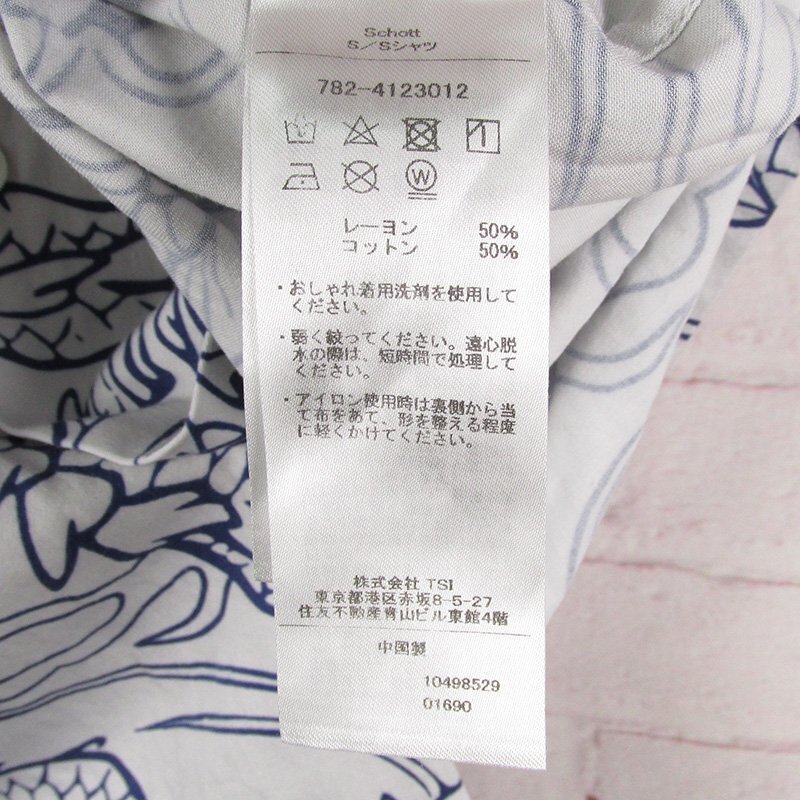 Schott
S/Sシャツ
782-4123012
W
レーヨン 50%
コットン 50%
・おしゃれ着用洗剤を使用して
ください。
・弱く絞ってください。遠心脱
水の際は、短時間で処理して
ください。
・アイロン使用時は裏側から当
て布をあて、形を整える程度
に軽くかけてください。
株式会社 TSI
東京都港区赤坂8-5-27
住友不動産青山ビル東館4階
中国製
10498529
01690